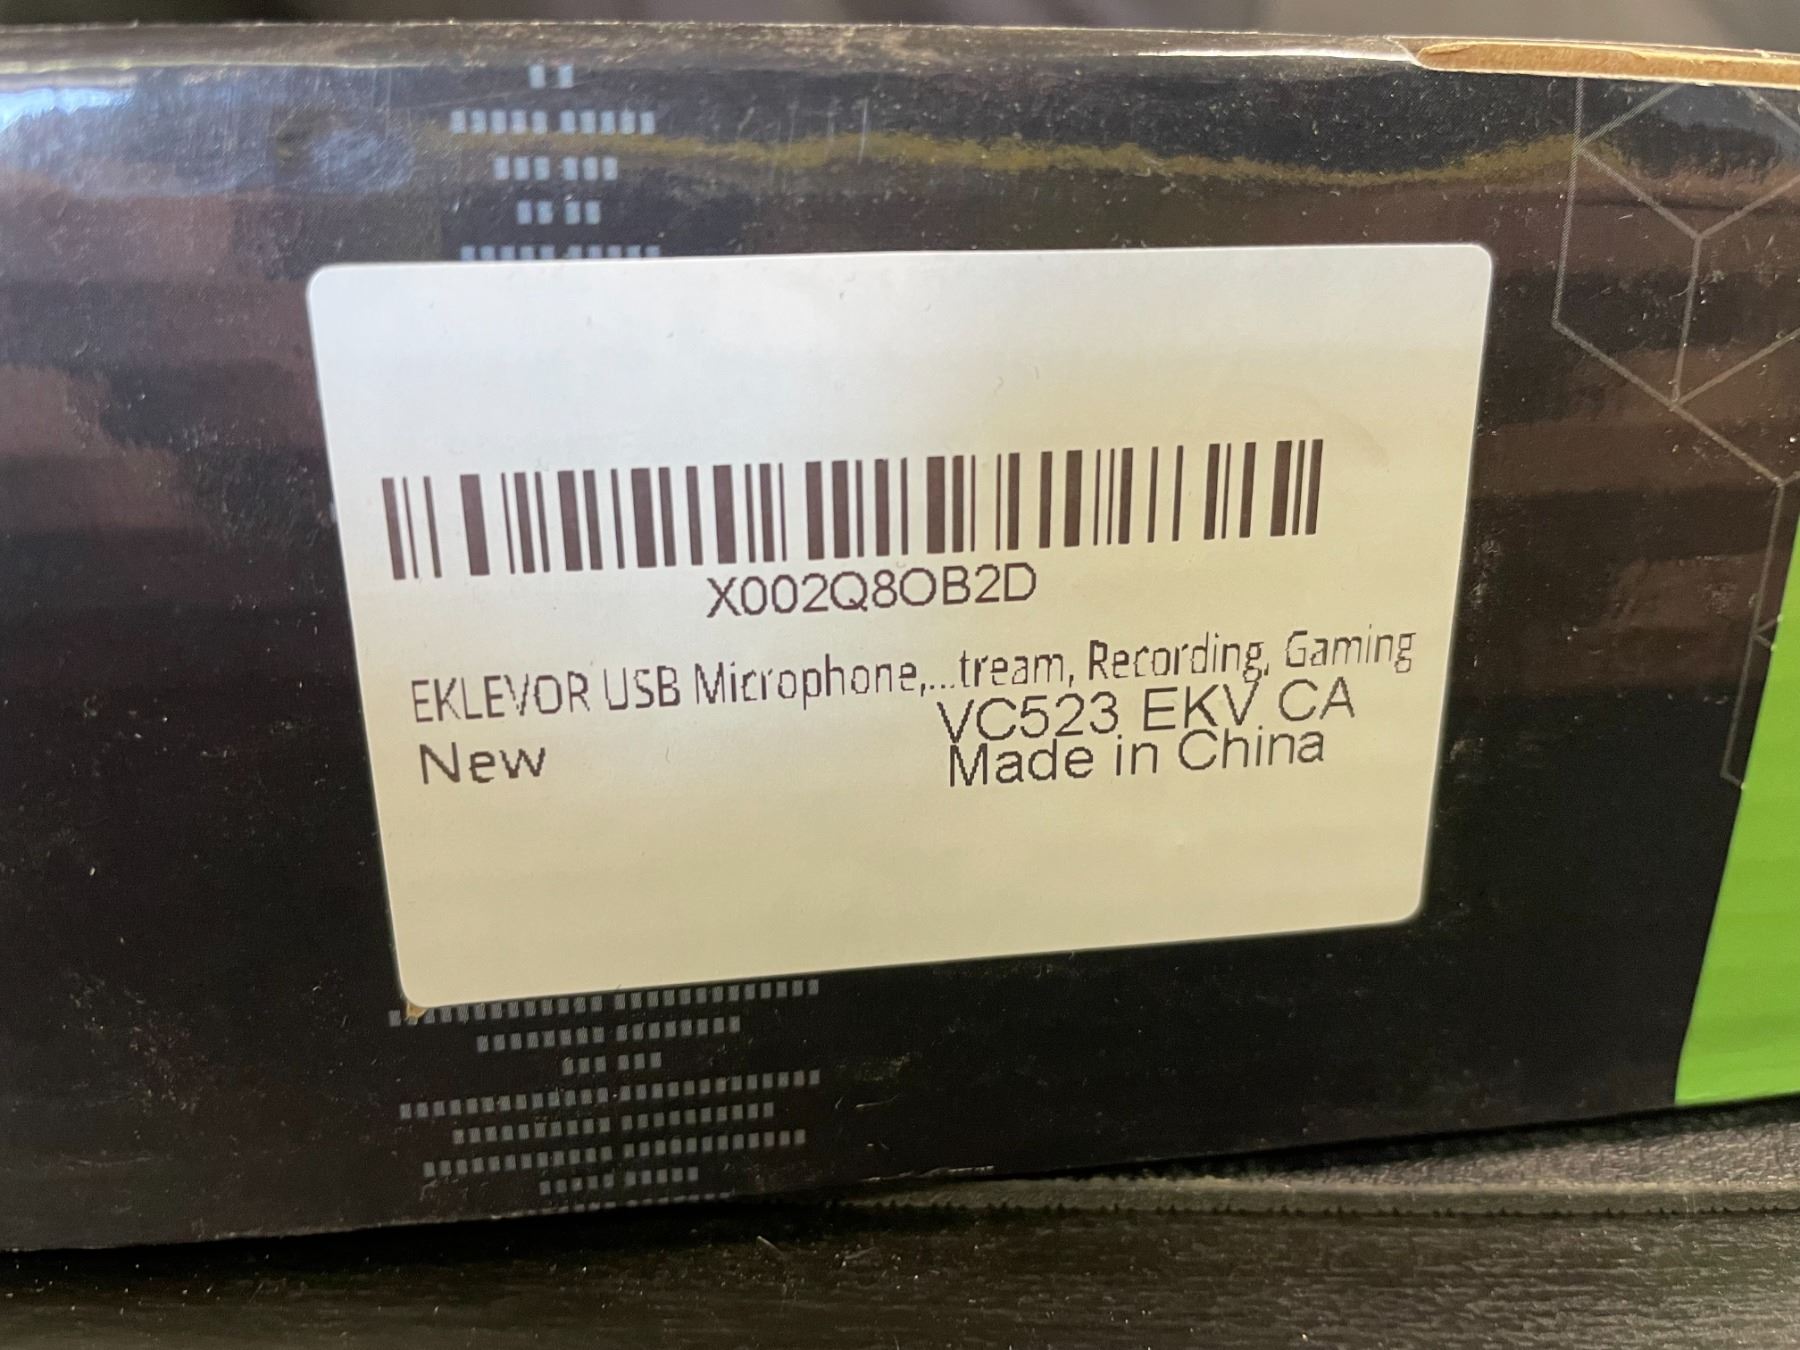 X002Q8OB2D
EKLEVOR USB Microphone,...tream, Recording, Gaming
VC523 EKV CA
New
Made in China